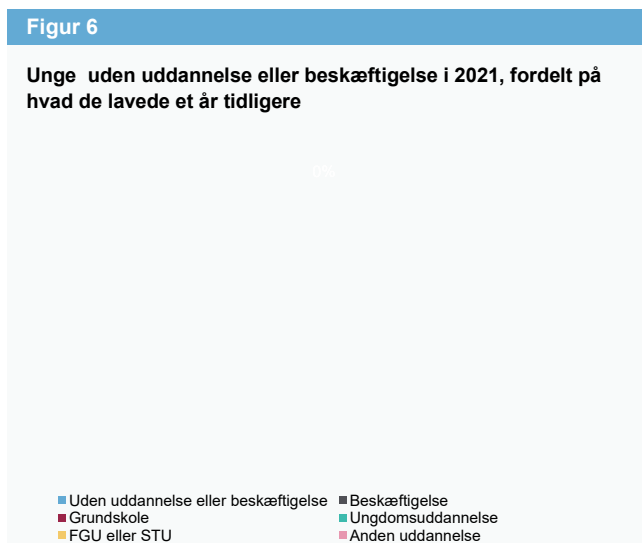 Figur 6
Unge  uden uddannelse eller beskæftigelse i 2021, fordelt på
hvad de lavede et år tidligere
0%
Uden uddannelse eller beskæftigelse
Beskæftigelse
Grundskole
Ungdomsuddannelse
FGU eller STU
Anden uddannelse